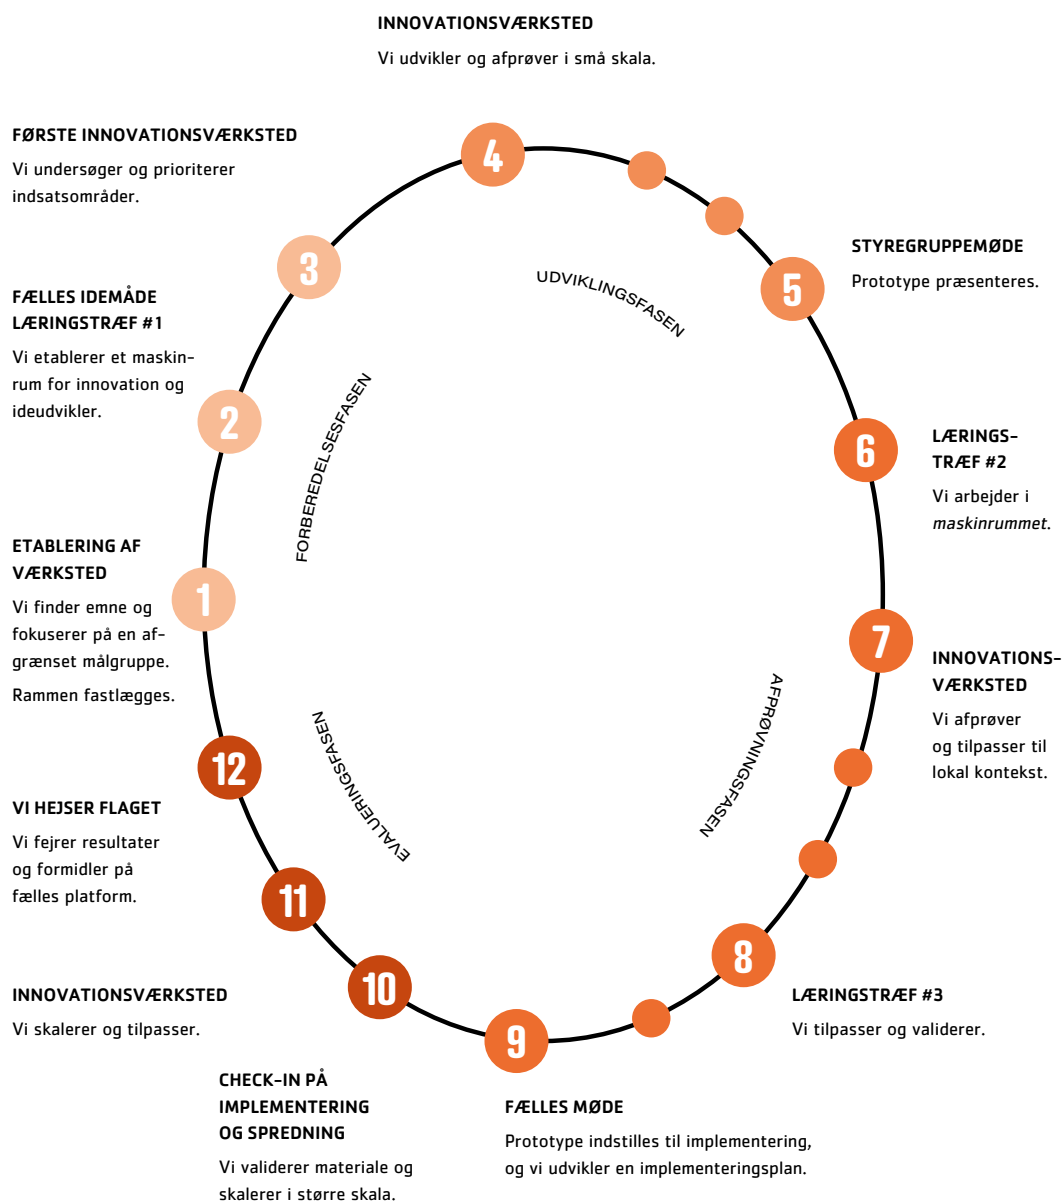 INNOVATIONSVÆRKSTED
Vi udvikler og afprøver i små skala.
FØRSTE INNOVATIONSVÆRKSTED
Vi undersøger og prioriterer
indsatsområder.
4
3
UDVIKLINGSFASEN
STYREGRUPPEMØDE
Prototype præsenteres.
5
FÆLLES IDEMÅDE
LÆRINGSTRÆF #1
Vi etablerer et maskin-
rum for innovation og
ideudvikler.
2
FORBEREDELSESFASEN
6
LÆRINGS-
TRÆF #2
Vi arbejder i
maskinrummet.
ETABLERING AF
VÆRKSTED
Vi finder emne og
fokuserer på en af-
grænset målgruppe.
Rammen fastlægges.
1
7
INNOVATIONS-
VÆRKSTED
Vi afprøver
og tilpasser til
lokal kontekst.
AFPRØVNINGSFASEN
EVALUERINGSFASEN
12
VI HEJSER FLAGET
Vi fejrer resultater
og formidler på
fælles platform.
11
10
INNOVATIONSVÆRKSTED
Vi skalerer og tilpasser.
8
LÆRINGSTRÆF #3
Vi tilpasser og validerer.
9
CHECK-IN PÅ
IMPLEMENTERING
OG SPREDNING
Vi validerer materiale og
skalerer i større skala.
FÆLLES MØDE
Prototype indstilles til implementering,
og vi udvikler en implementeringsplan.